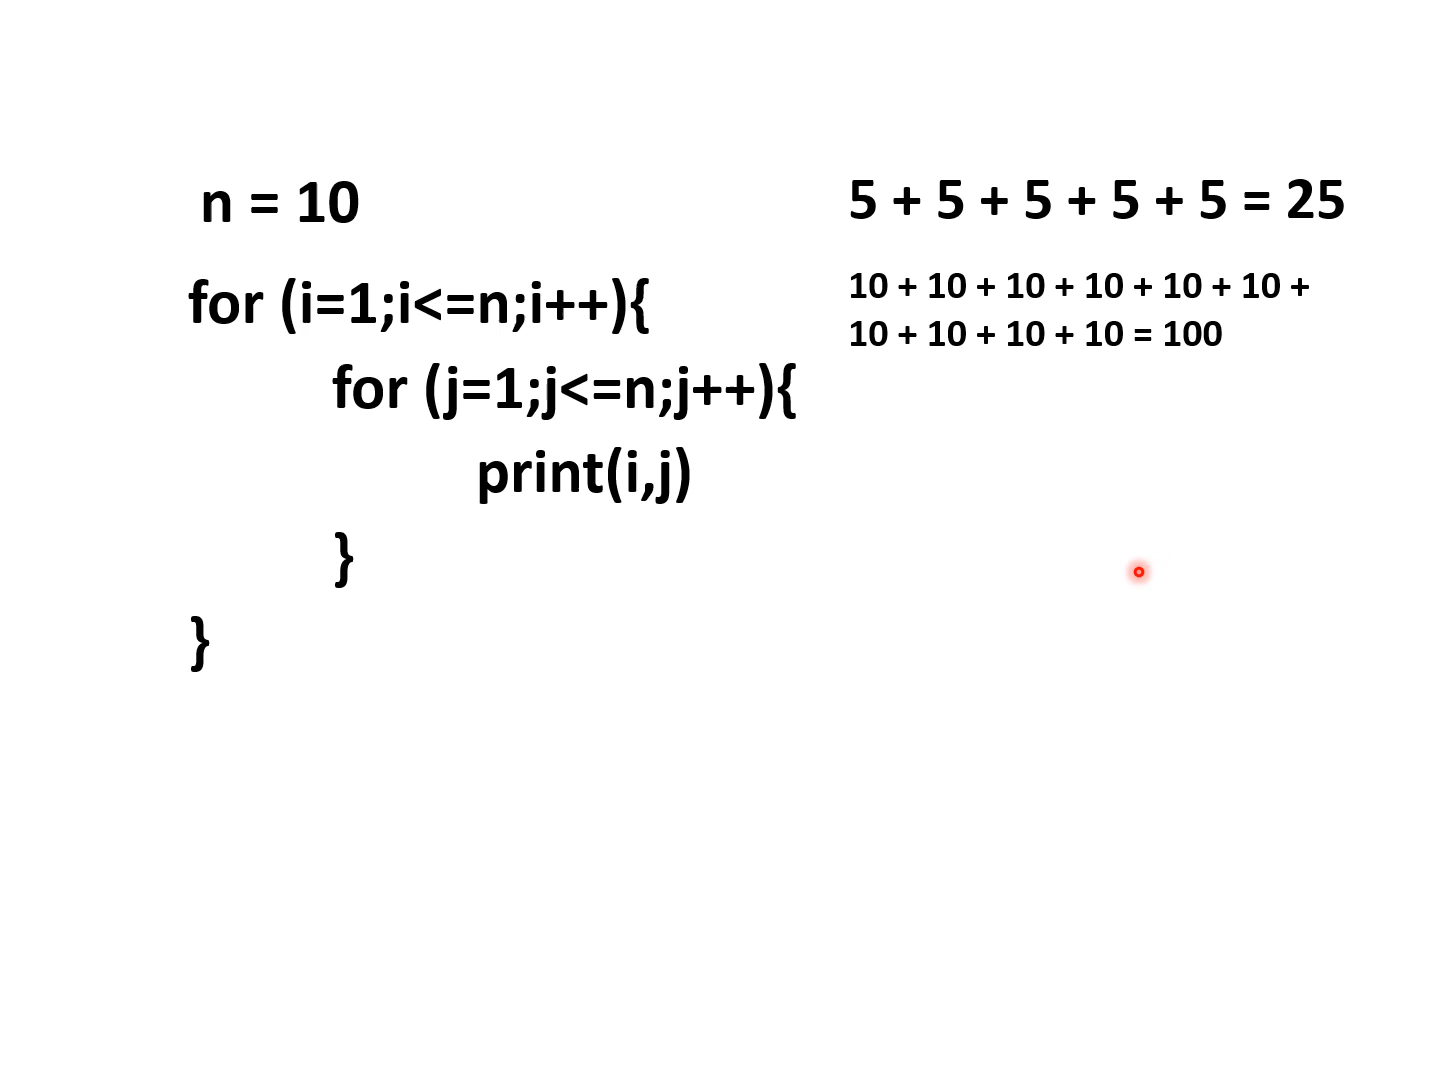 n = 10
for (i=1;i<=n;i++){
for (j=1;j<=n;j++){
print(i,j)
}
}
5 + 5 + 5 + 5 + 5 = 25
10 + 10 + 10 + 10 + 10 + 10 +
10 + 10 + 10 + 10 = 100